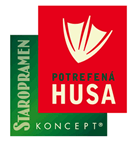 POTREFENÁ
HUSA
STAROPRAMEN
KONCEPT®